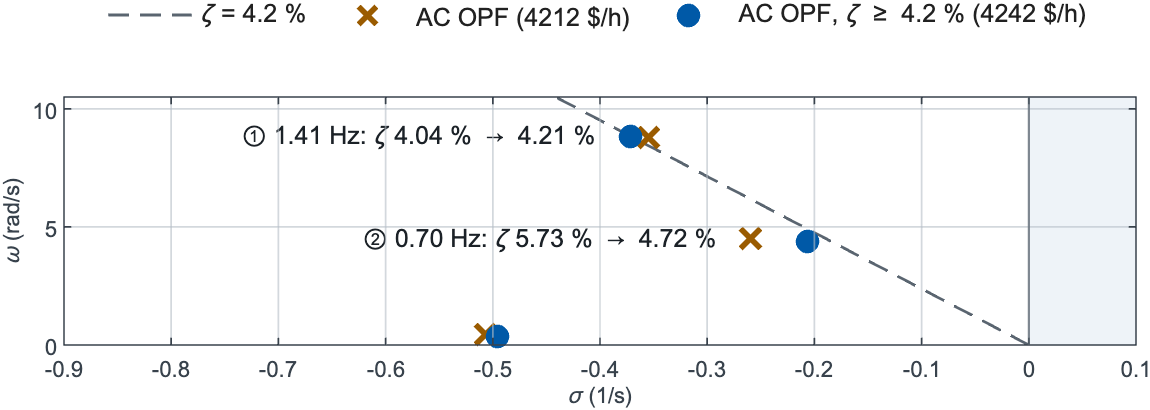 ζ = 4.2 % AC OPF (4212 $/h) AC OPF, ζ ≥ 4.2 % (4242 $/h)
10
① 1.41 Hz: ζ 4.04 % → 4.21 %
5
② 0.70 Hz: ζ 5.73 % → 4.72 %
0
ω (rad/s)
-0.9 -0.8 -0.7 -0.6 -0.5 -0.4 -0.3 -0.2 -0.1 0 0.1
σ (1/s)